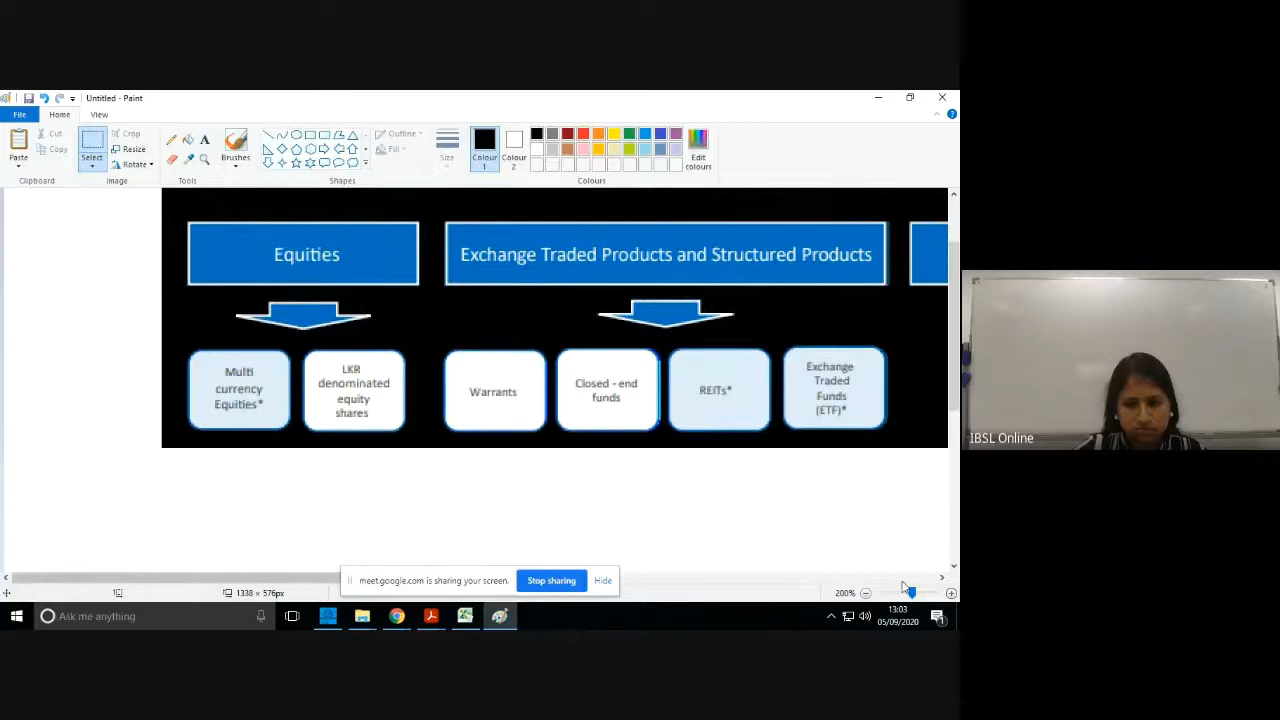 Untitled - Paint
File
Home
View
Paste
Cut
Copy
Clipboard
Select
Crop
Resize
Rotate
Image
Tools
Brushes
Shapes
Outline
Fill
Size
Colour
1
Colour
2
Edit
colours
Colours
Equities
Exchange Traded Products and Structured Products
Multi
currency
Equities*
LKR
denominated
equity
shares
Warrants
Closed - end
funds
REITs*
Exchange
Traded
Funds
(ETF)*
IBSL Online
meet.google.com is sharing your screen.
Stop sharing
Hide
1338 × 576px
200%
Ask me anything
13:03
05/09/2020
1